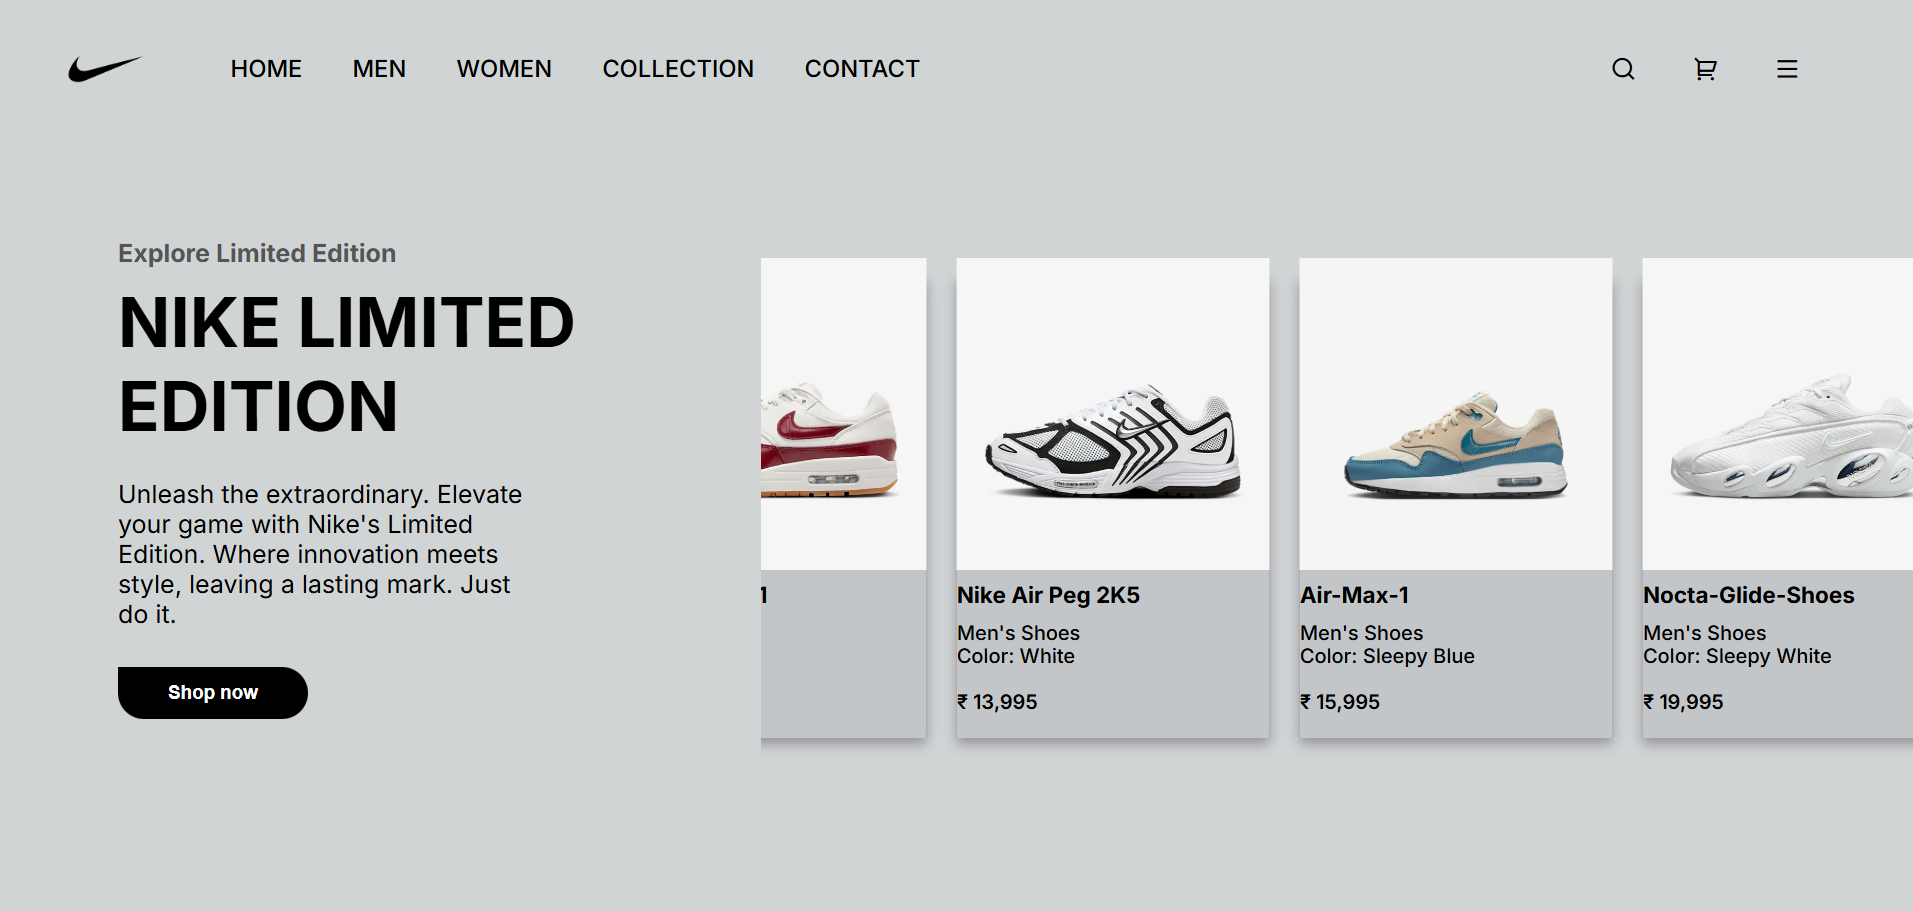 HOME MEN WOMEN COLLECTION CONTACT
Explore Limited Edition
NIKE LIMITED
EDITION
Unleash the extraordinary. Elevate
your game with Nike's Limited
Edition. Where innovation meets
style, leaving a lasting mark. Just
do it.
Shop now
1
Nike Air Peg 2K5
Men's Shoes
Color: White
₹ 13,995
Air-Max-1
Men's Shoes
Color: Sleepy Blue
₹ 15,995
Nocta-Glide-Shoes
Men's Shoes
Color: Sleepy White
₹ 19,995